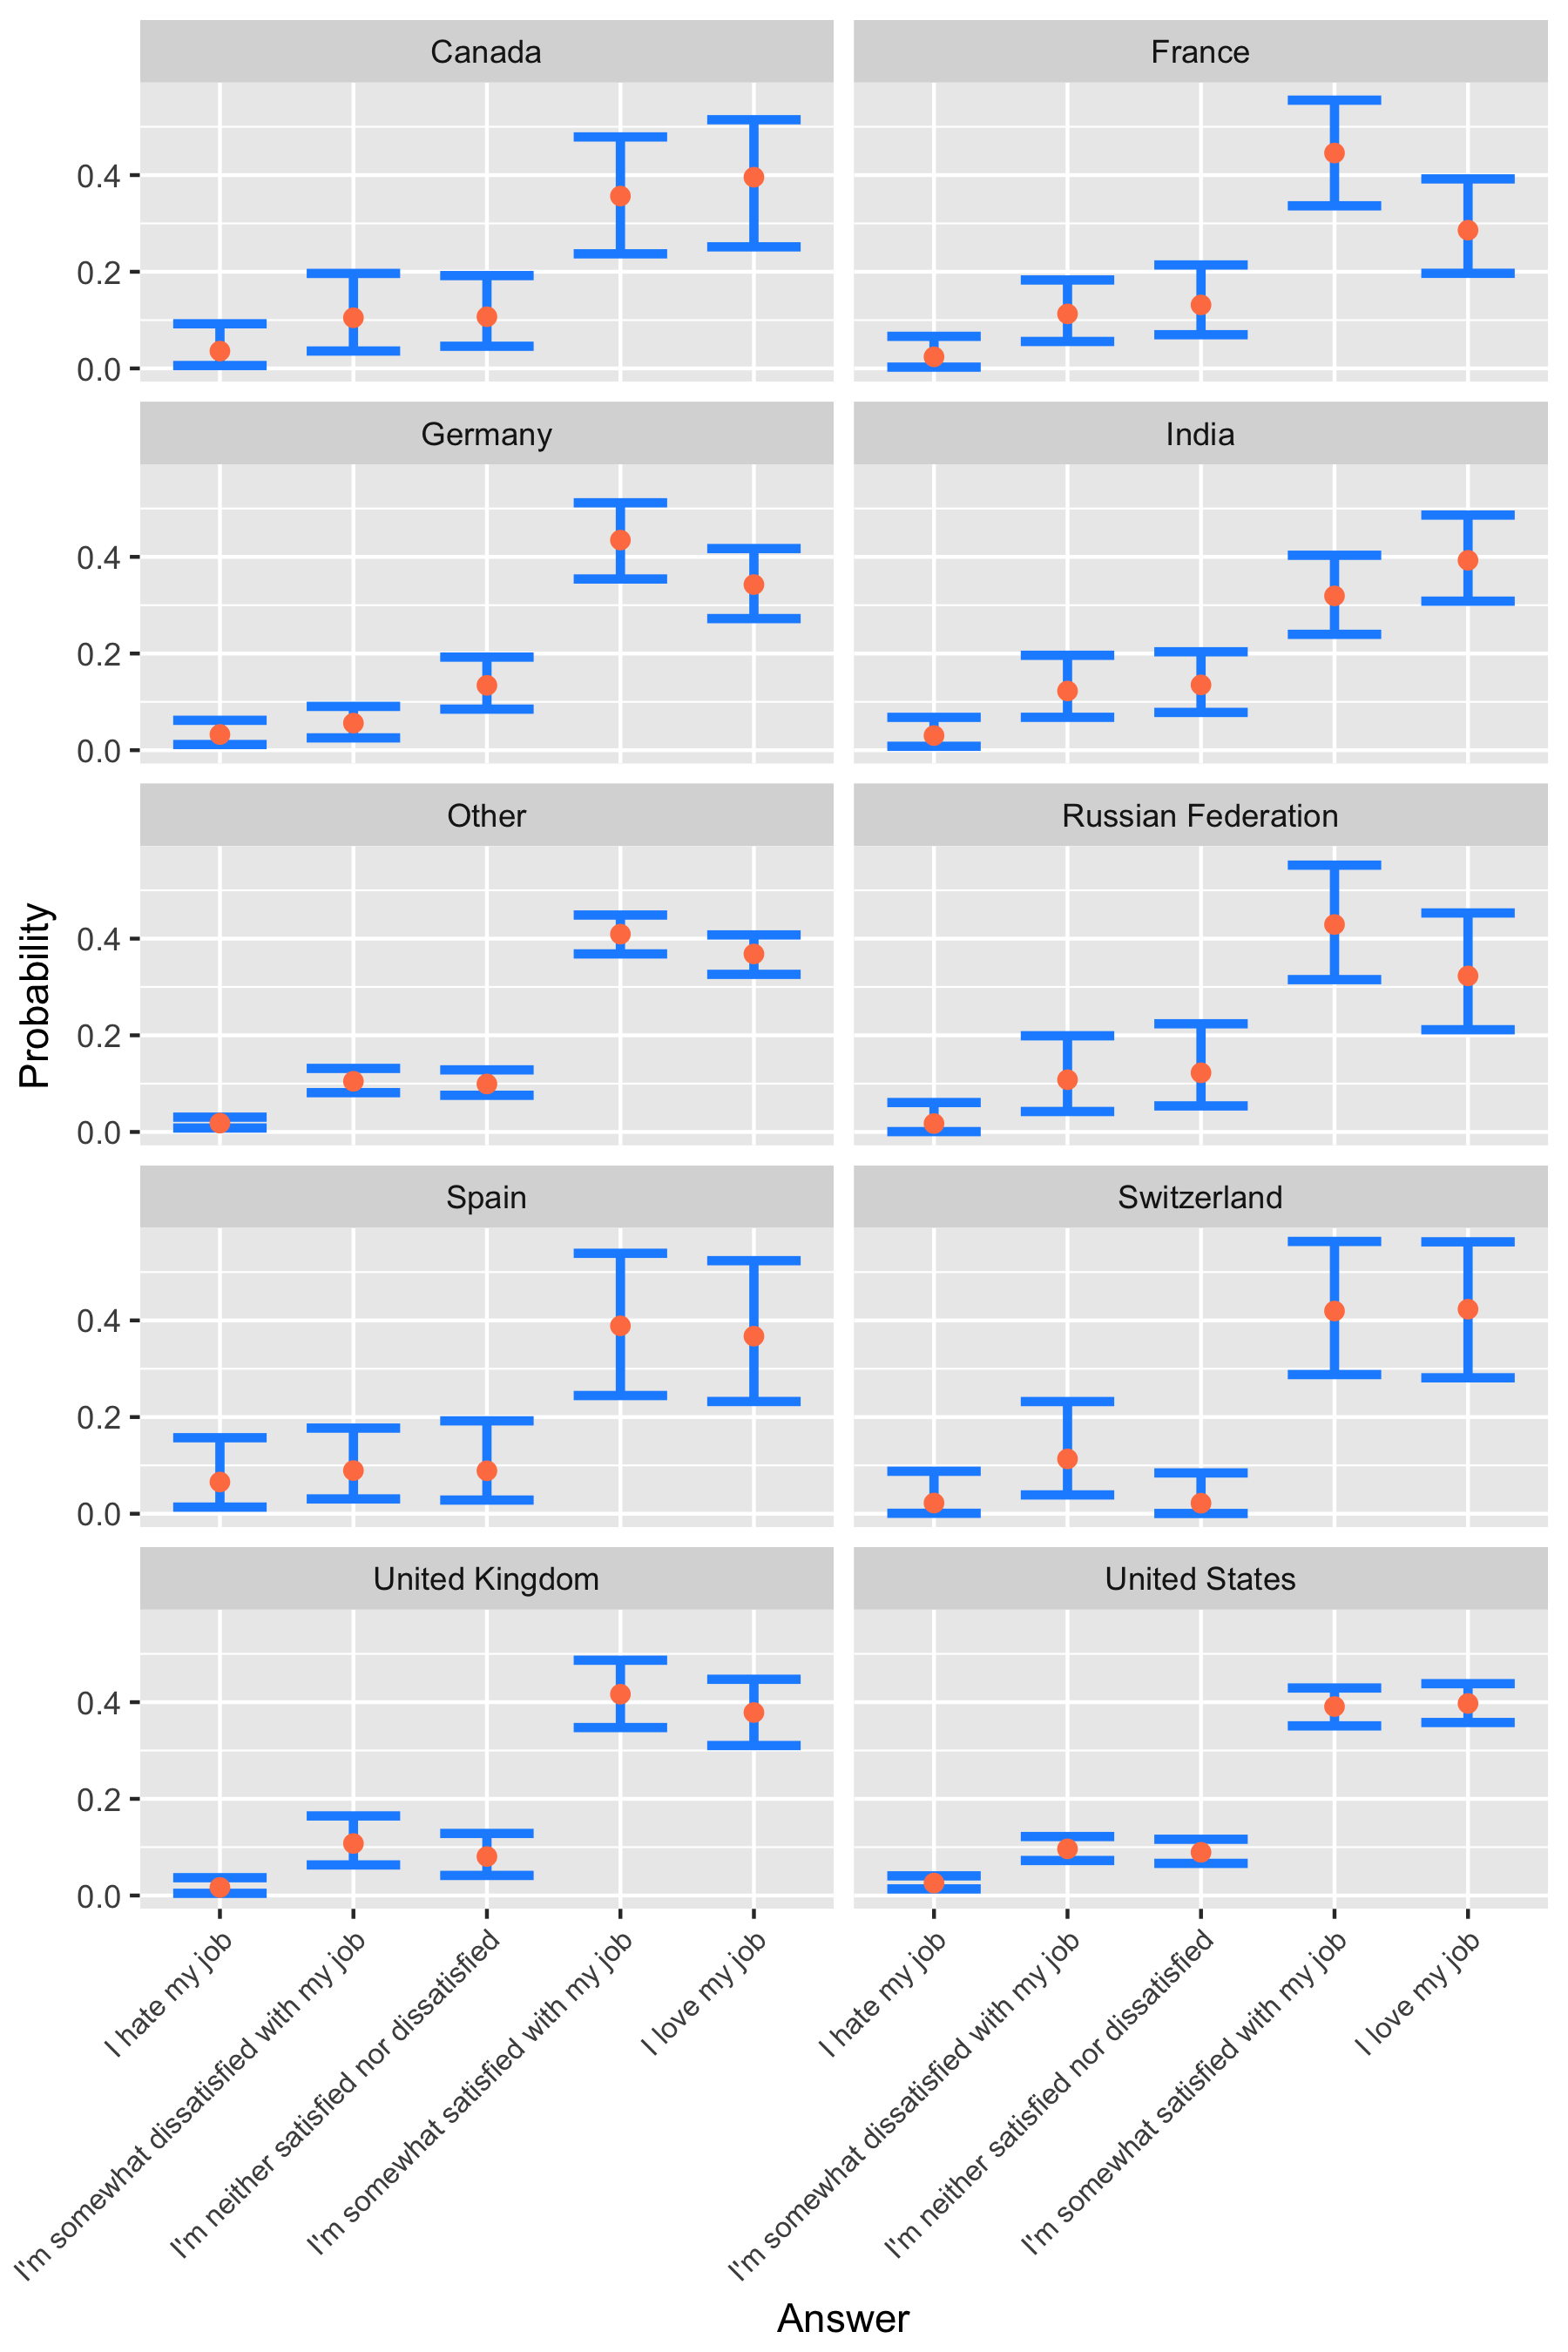 Canada
France
0.4
0.2
0.0
Germany
India
0.4
0.2
0.0
Other
Russian Federation
0.4
0.2
0.0
Spain
Switzerland
0.4
0.2
0.0
United Kingdom
United States
0.4
0.2
0.0
Probability
I hate my job
I'm somewhat dissatisfied with my job
I'm neither satisfied nor dissatisfied
I'm somewhat satisfied with my job
I love my job
I hate my job
I'm somewhat dissatisfied with my job
I'm neither satisfied nor dissatisfied
I'm somewhat satisfied with my job
I love my job
Answer